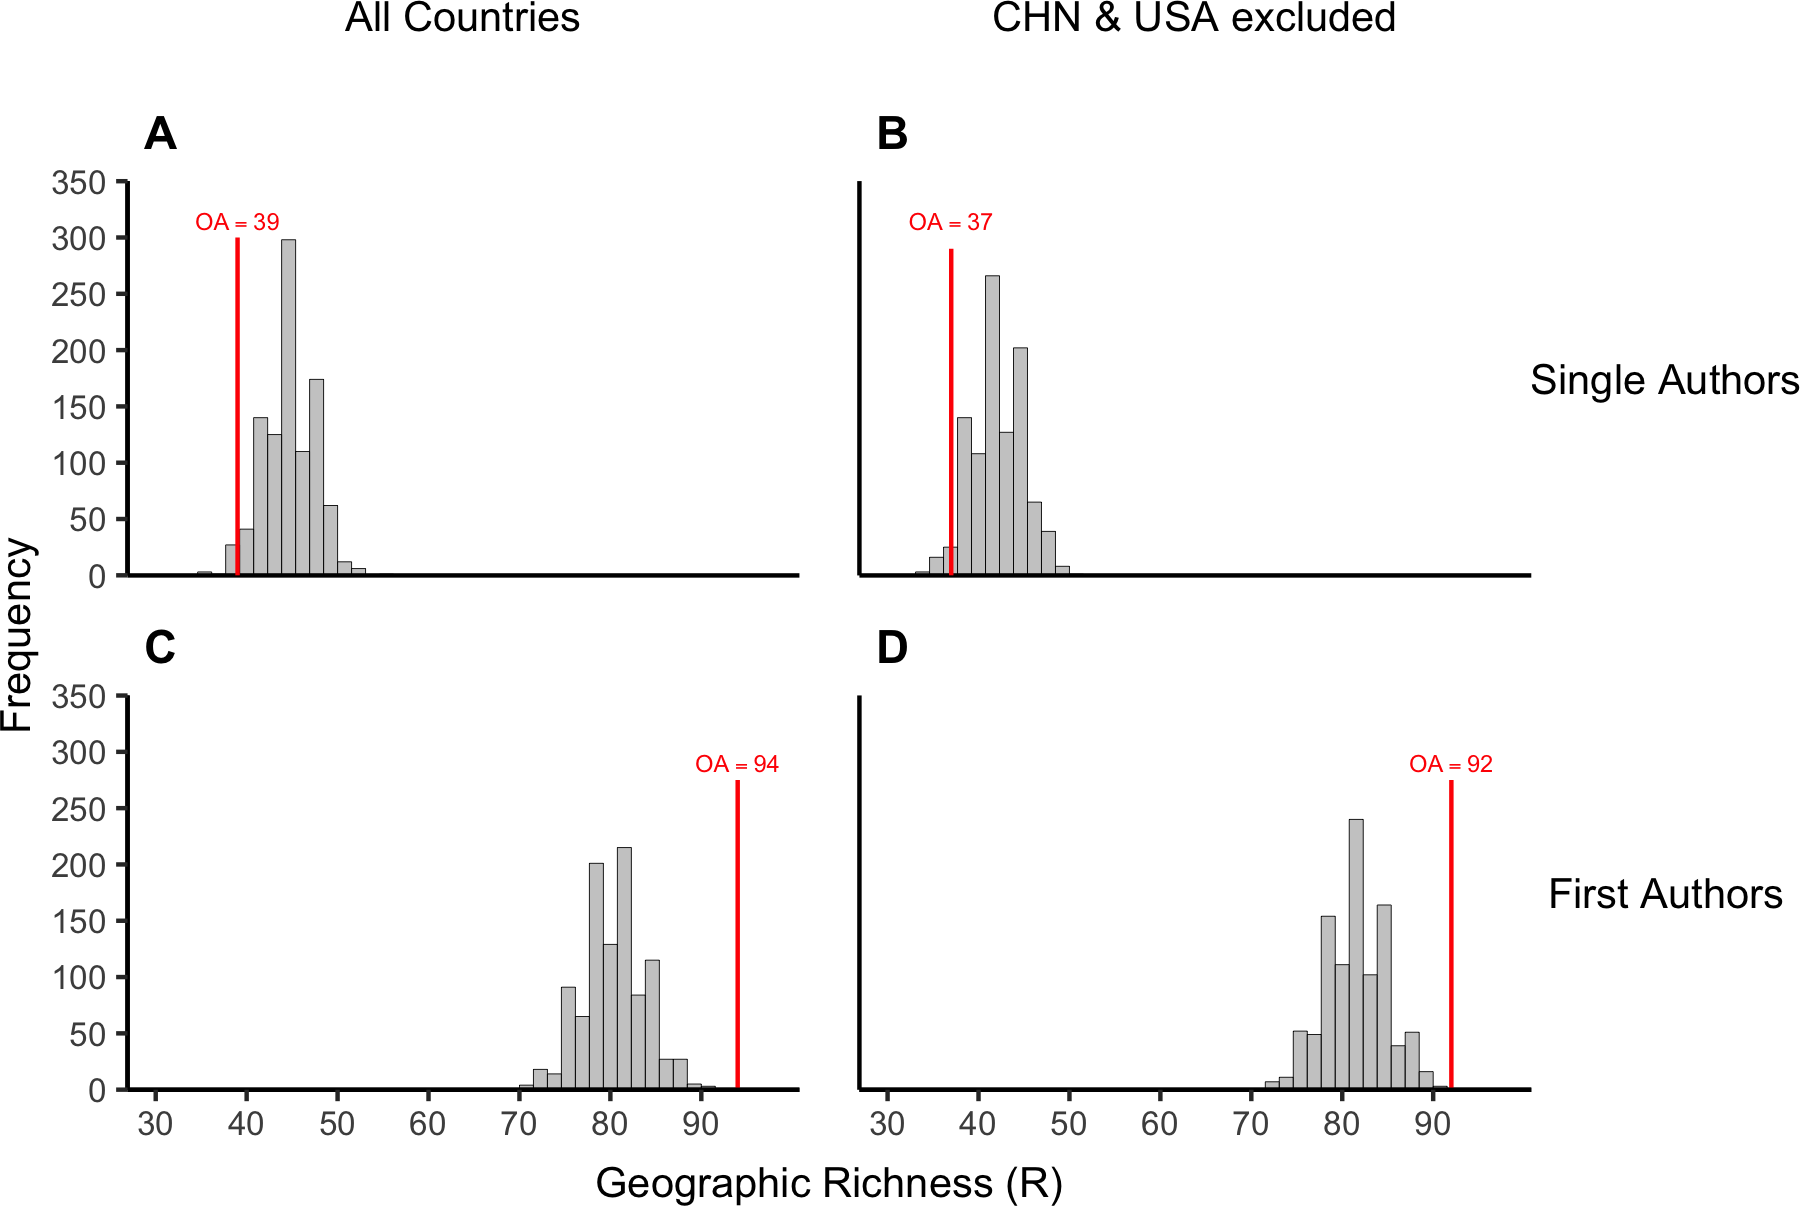 All Countries
CHN & USA excluded
A
B
350
300
250
200
150
100
50
0
OA = 39
OA = 37
Single Authors
Frequency
C
D
350
300
250
200
150
100
50
0
OA = 94
OA = 92
First Authors
30 40 50 60 70 80 90
30 40 50 60 70 80 90
Geographic Richness (R)